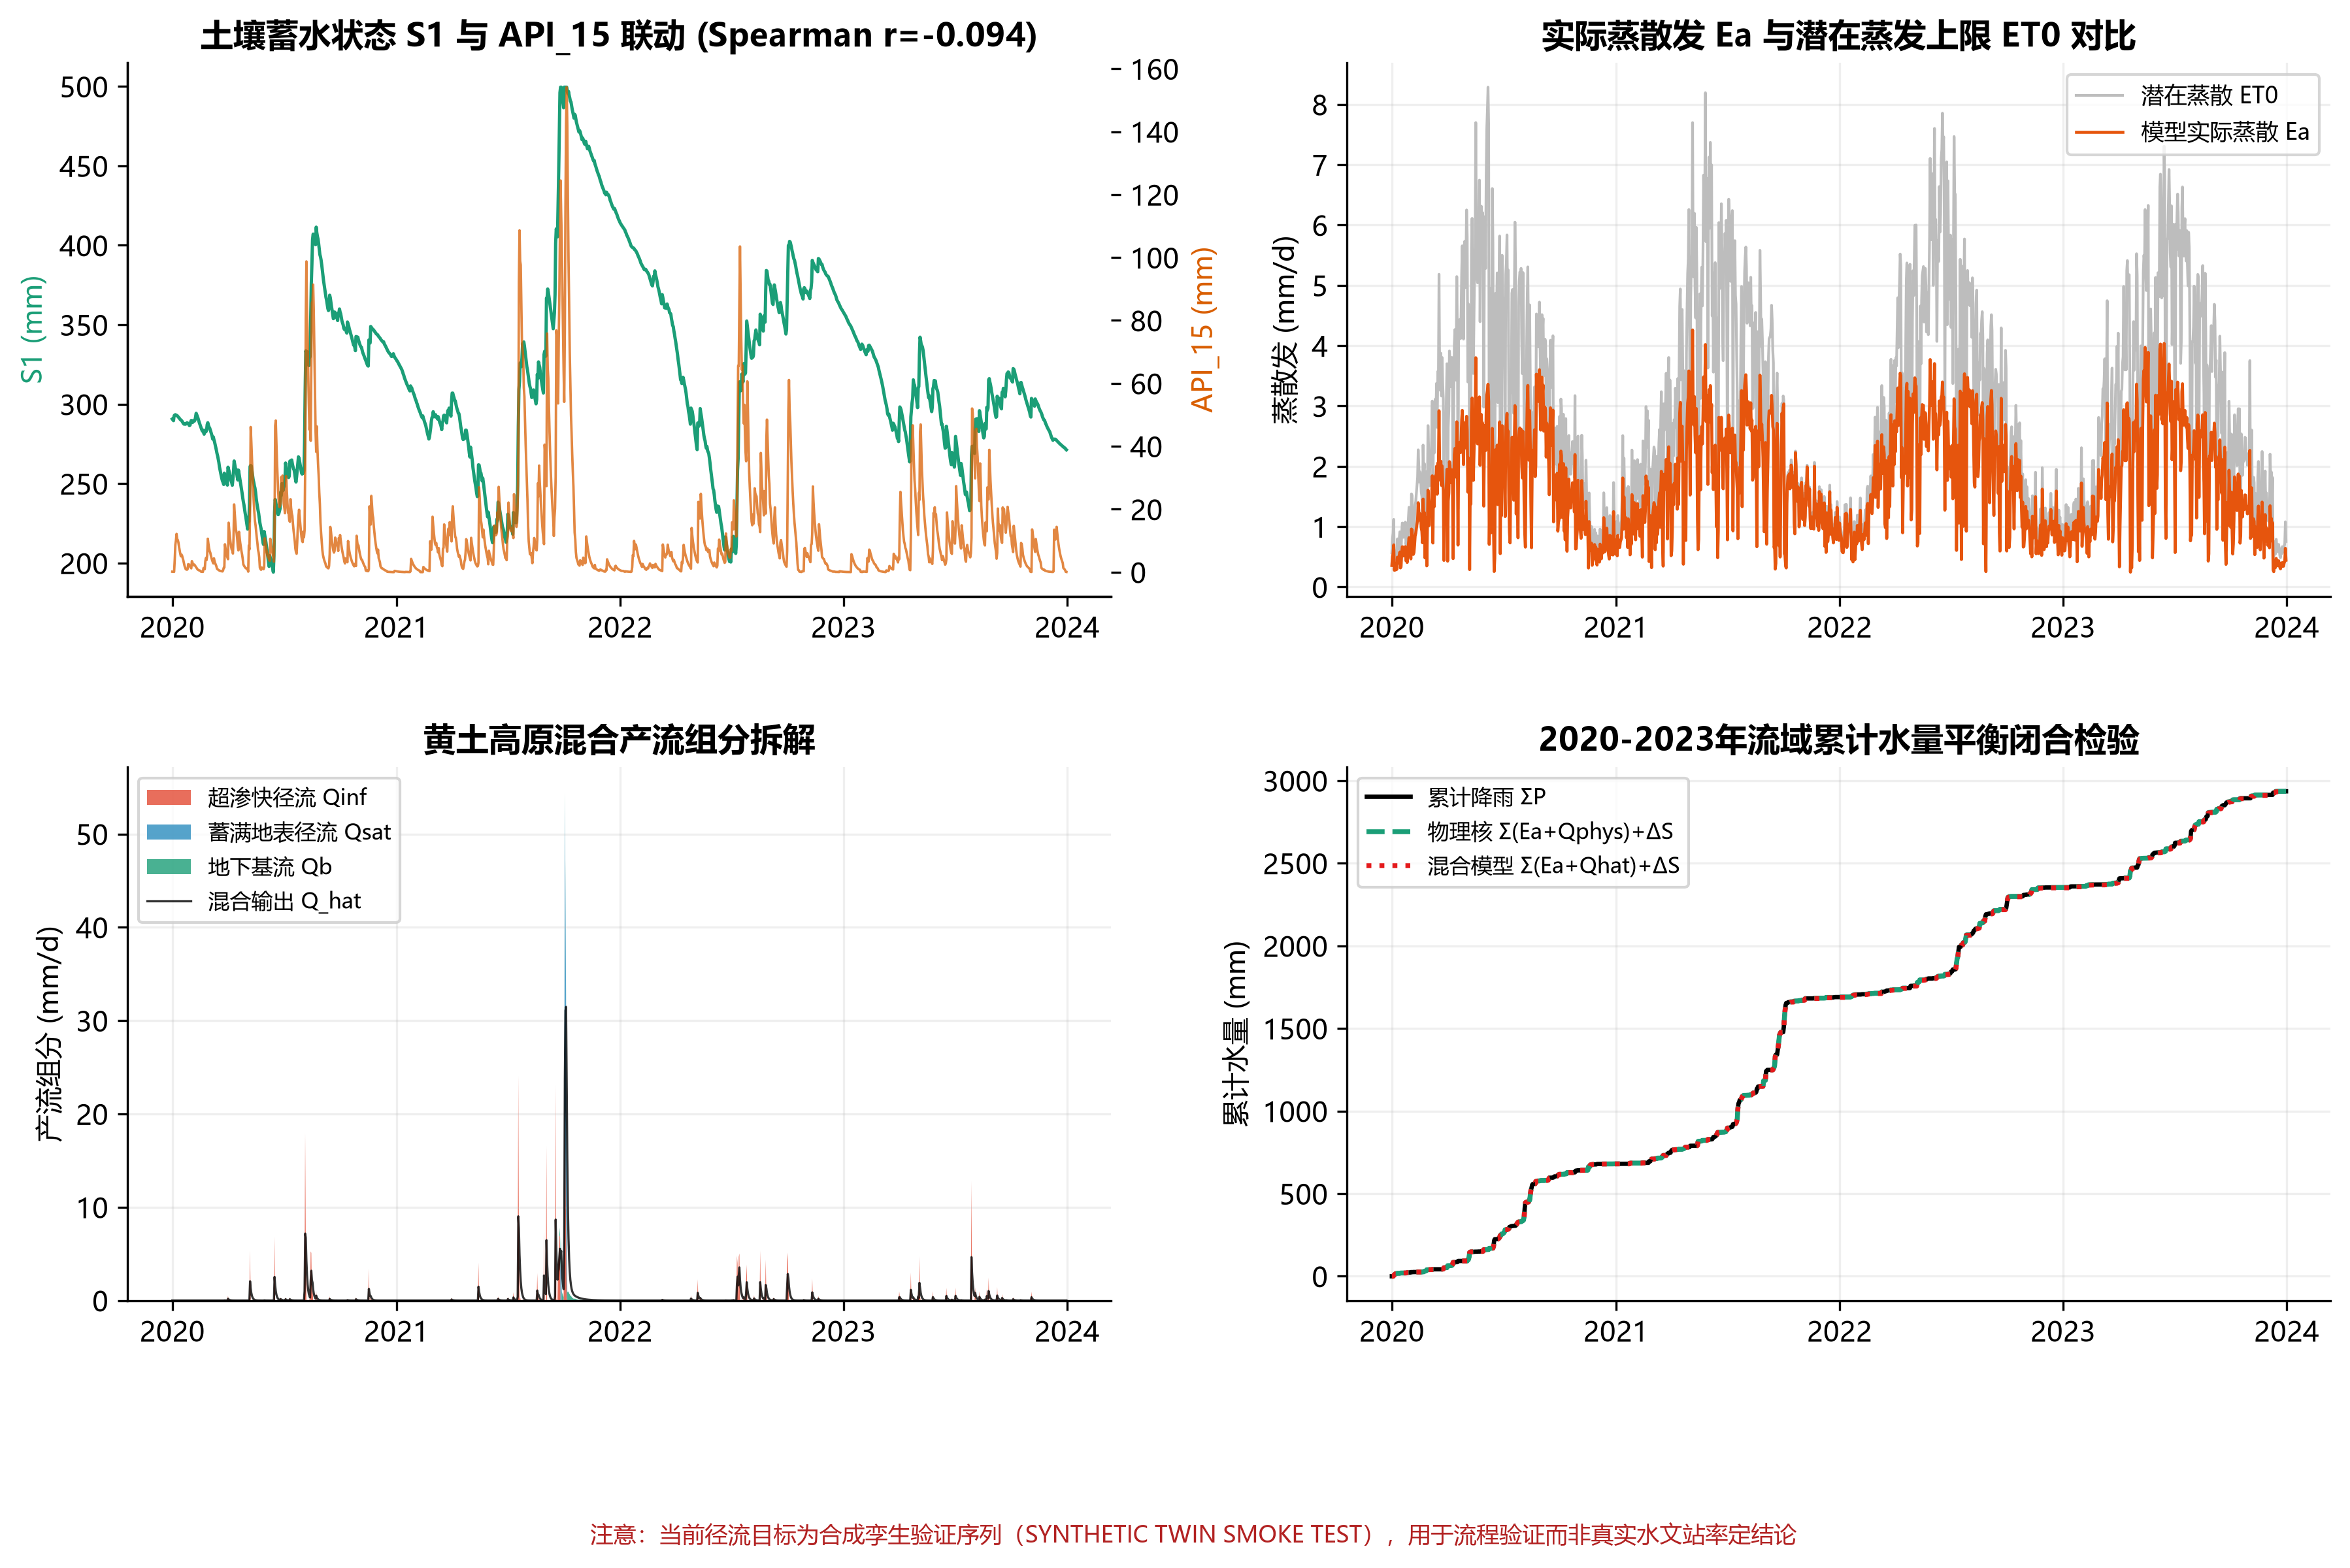 土壤蓄水状态 S1 与 API_15 联动 (Spearman r=-0.094)
S1 (mm)
500
450
400
350
300
250
200
160
140
120
100
80
60
40
20
0
API_15 (mm)
2020 2021 2022 2023 2024
实际蒸散发 Ea 与潜在蒸发上限 ET0 对比
潜在蒸散 ET0
模型实际蒸散 Ea
蒸散发 (mm/d)
8
7
6
5
4
3
2
1
0
2020 2021 2022 2023 2024
黄土高原混合产流组分拆解
超渗快径流 Qinf
蓄满地表径流 Qsat
地下基流 Qb
混合输出 Q_hat
产流组分 (mm/d)
50
40
30
20
10
0
2020 2021 2022 2023 2024
2020-2023年流域累计水量平衡闭合检验
累计降雨 ΣP
物理核 Σ(Ea+Qphys)+ΔS
混合模型 Σ(Ea+Qhat)+ΔS
累计水量 (mm)
3000
2500
2000
1500
1000
500
0
2020 2021 2022 2023 2024
注意：当前径流目标为合成孪生验证序列（SYNTHETIC TWIN SMOKE TEST），用于流程验证而非真实水文站率定结论